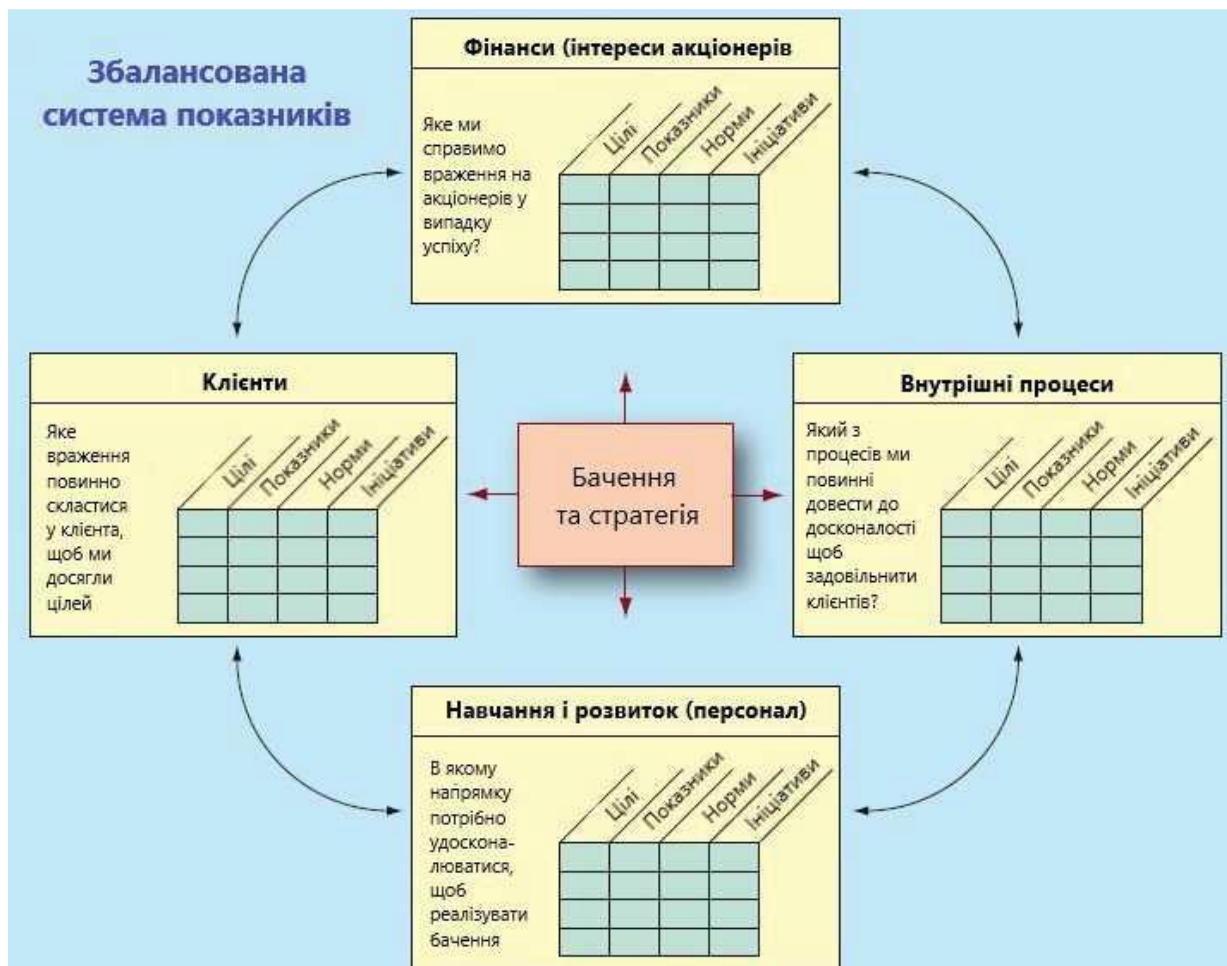 Збалансована
система показників
Фінанси (інтереси акціонерів
Яке ми
справимо
враження на
акціонерів у
випадку
успіху?
Цілі
Показники
Норми
Ініціативи
Клієнти
Яке
враження
повинно
скластися
у клієнта,
щоб ми
досягли
цілей
Цілі
Показники
Норми
Ініціативи
Бачення
та стратегія
Внутрішні процеси
Який з
процесів ми
повинні
довести до
досконалості
щоб
задовільнити
клієнтів?
Цілі
Показники
Норми
Ініціативи
Навчання і розвиток (персонал)
В якому
напрямку
потрібно
удоскона-
люватися,
щоб
реалізувати
бачення
Цілі
Показники
Норми
Ініціативи